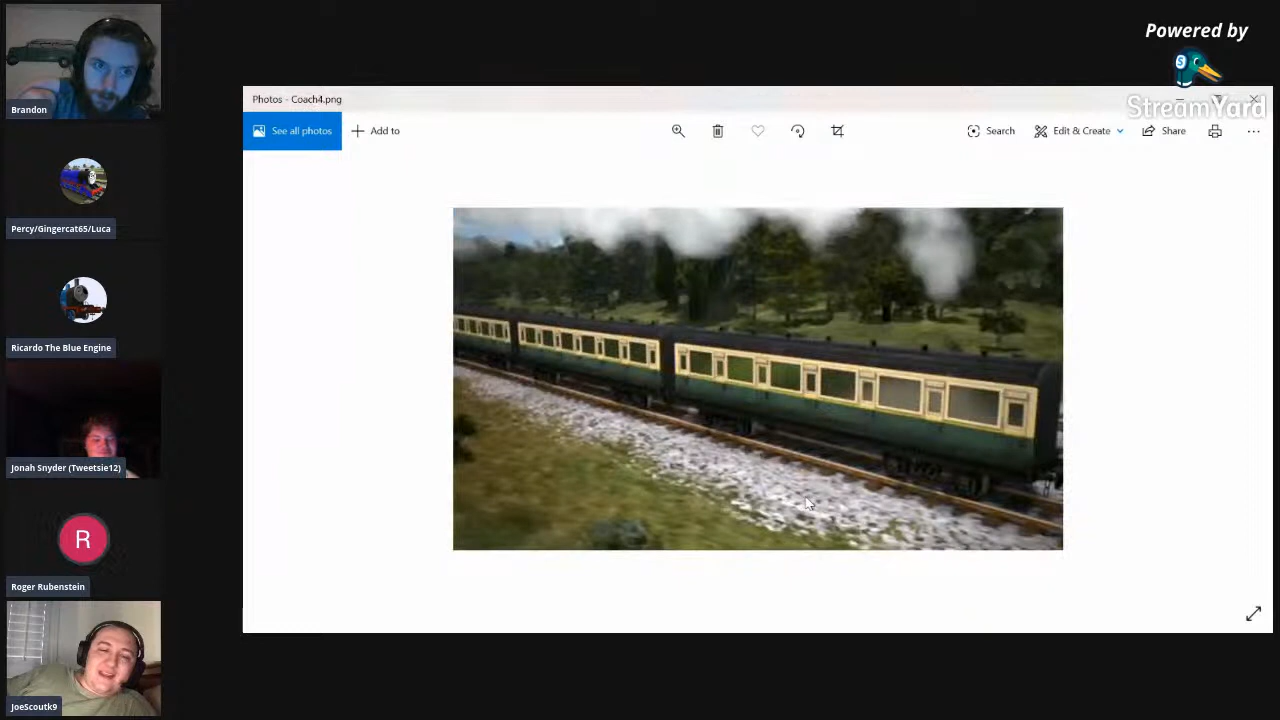 Powered by
StreamYard
Brandon
Percy/Gingercat65/Luca
Ricardo The Blue Engine
Jonah Snyder (Tweetsie12)
R
Roger Rubenstein
JoeScoutk9
Photos - Coach4.png
See all photos
Add to
Search
Edit & Create
Share
S